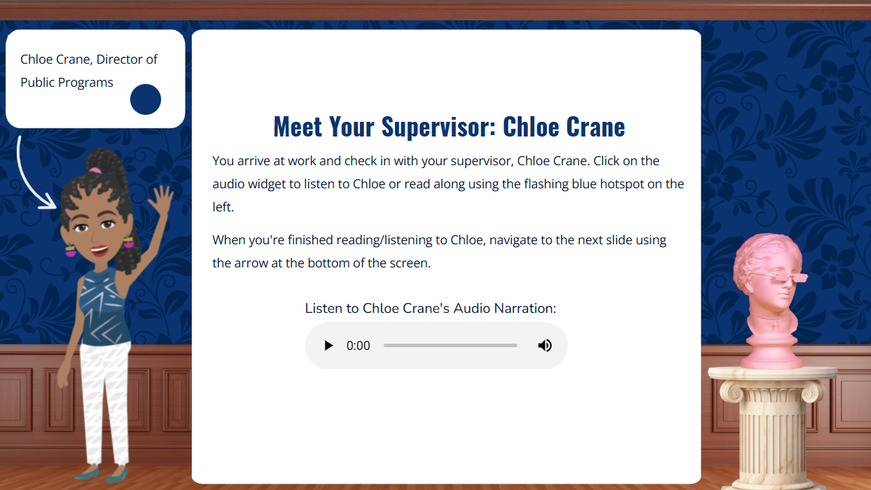 Chloe Crane, Director of
Public Programs
Meet Your Supervisor: Chloe Crane
You arrive at work and check in with your supervisor, Chloe Crane. Click on the
audio widget to listen to Chloe or read along using the flashing blue hotspot on the
left.
When you're finished reading/listening to Chloe, navigate to the next slide using
the arrow at the bottom of the screen.
Listen to Chloe Crane's Audio Narration:
0:00